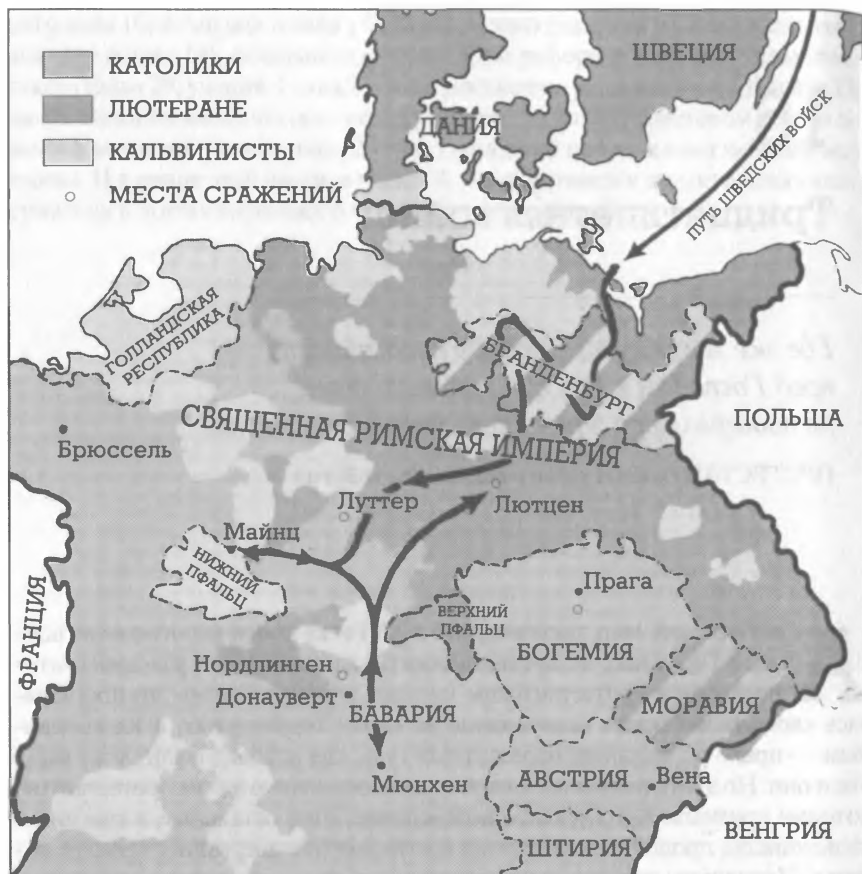 КАТОЛИКИ
ЛЮТЕРАНЕ
КАЛЬВИНИСТЫ
МЕСТА СРАЖЕНИЙ
ШВЕЦИЯ
ДАНИЯ
ПУТЬ ШВЕДСКИХ ВОЙСК
ГОЛЛАНДСКАЯ
РЕСПУБЛИКА
БРАНДЕНБУРГ
ПОЛЬША
СВЯЩЕННАЯ РИМСКАЯ ИМПЕРИЯ
Брюссель
Луттер
Лютцен
Майнц
НИЖНИЙ
ПФАЛЬЦ
ФРАНЦИЯ
Прага
ВЕРХНИЙ
ПФАЛЬЦ
БОГЕМИЯ
Нордлинген
Донауверт
БАВАРИЯ
МОРАВИЯ
Мюнхен
АВСТРИЯ
Вена
ШТИРИЯ
ВЕНГРИЯ